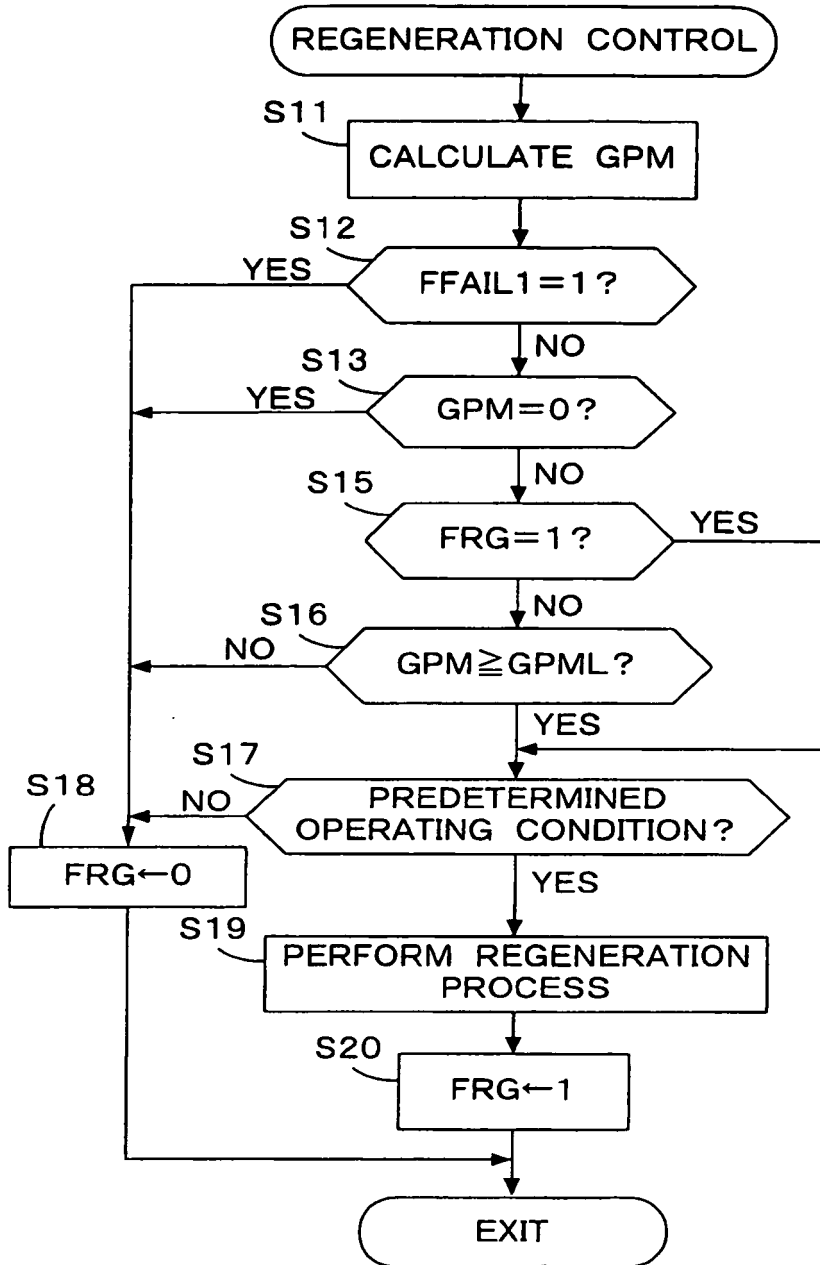 REGENERATION CONTROL
S11
CALCULATE GPM
S12
YES
FFAIL1=1?
NO
S13
YES
GPM=0?
NO
S15
FRG=1?
YES
NO
S16
NO
GPM≧GPML?
YES
S17
S18
NO
PREDETERMINED
OPERATING CONDITION?
FRG←0
YES
S19
PERFORM REGENERATION
PROCESS
S20
FRG←1
EXIT